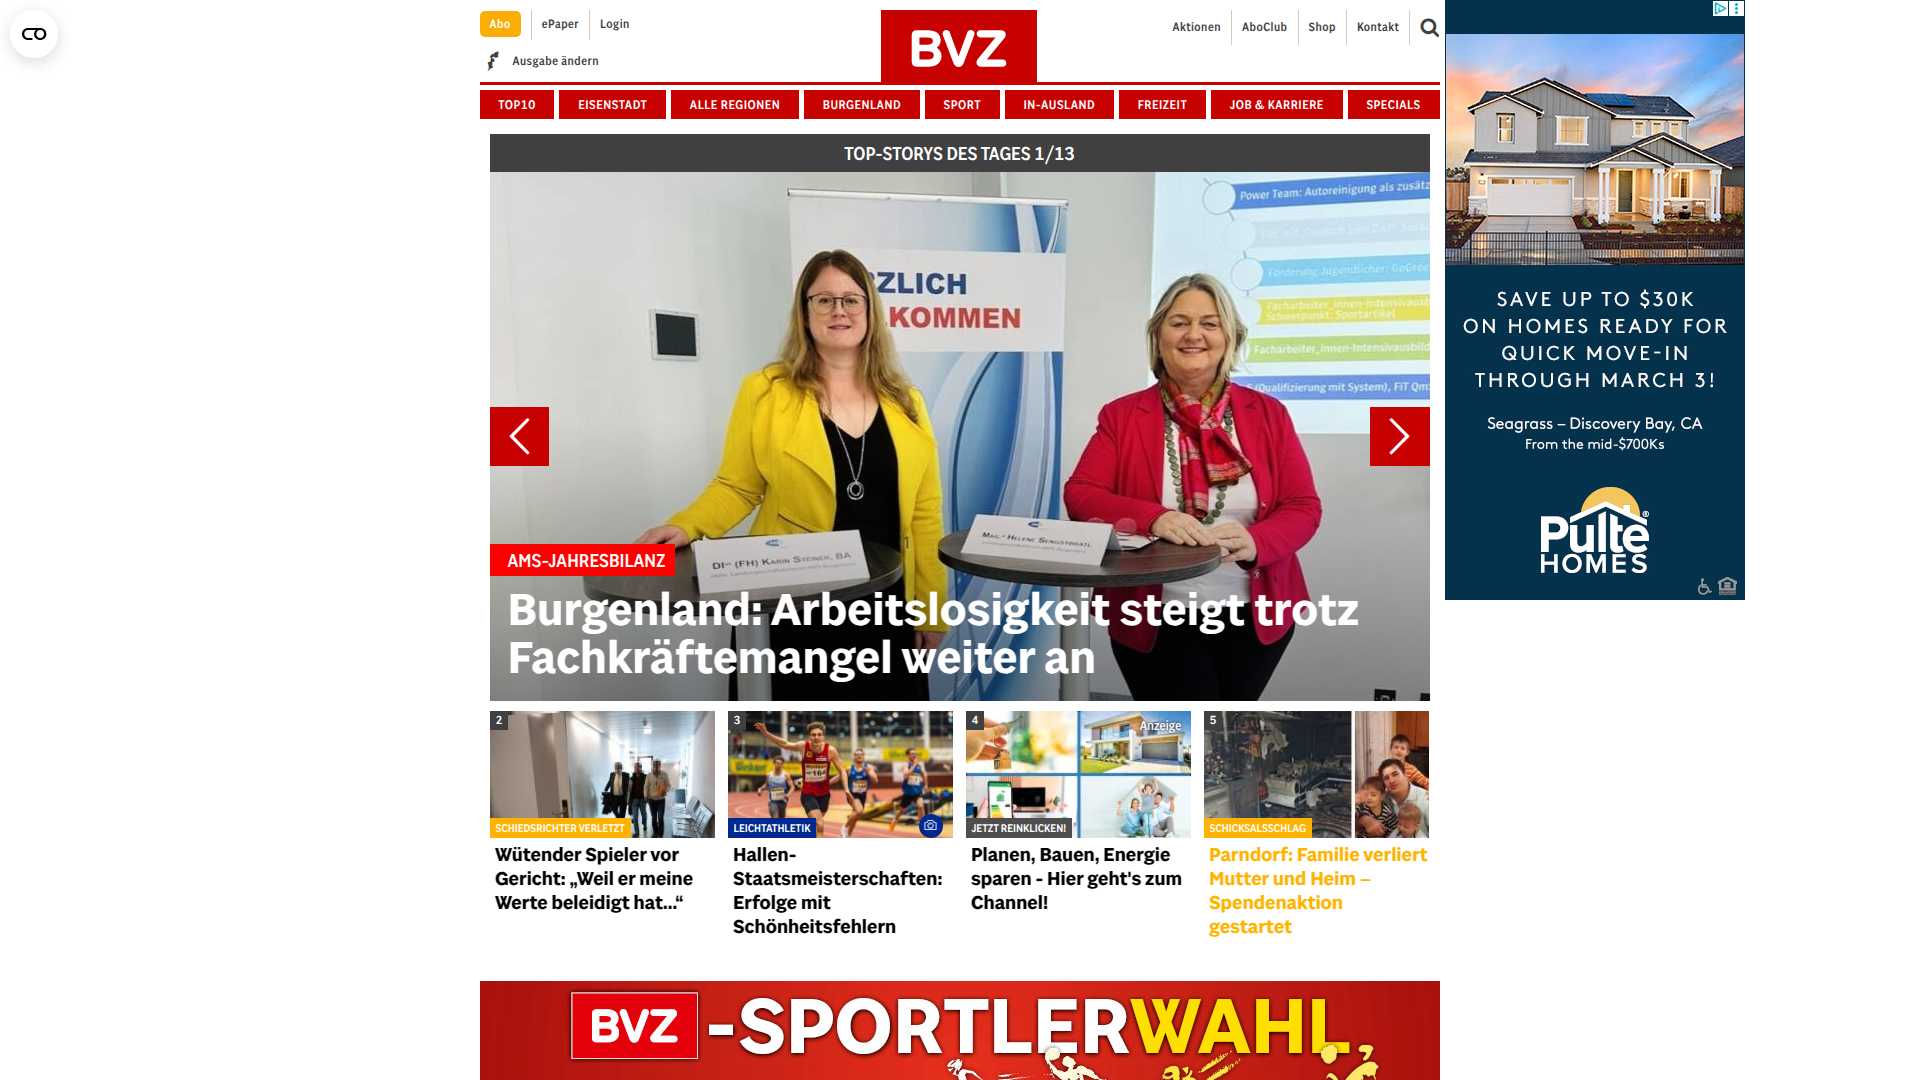 Abo
ePaper
Login
Ausgabe ändern
BVZ
Aktionen
AboClub
Shop
Kontakt
TOP10
EISENSTADT
ALLE REGIONEN
BURGENLAND
SPORT
IN-AUSLAND
FREIZEIT
JOB & KARRIERE
SPECIALS
TOP-STORYS DES TAGES 1/13
Power Team: Autoreinigung als zusätz
Förderung Jugendlicher: GoGree
Facharbeiter_innen-Intensivausb
Schwerpunkt: Sportartikel
Facharbeiter_innen-Intensivausbild
(Qualifizierung mit System), FiT Qm:
ZLICH
KOMMEN
DIin (FH) KARIN STEINER, BA
MAG.a HELENE SENGSTBRATL
AMS-JAHRESBILANZ
Burgenland: Arbeitslosigkeit steigt trotz
Fachkräftemangel weiter an
2
SCHIEDSRICHTER VERLETZT
Wütender Spieler vor
Gericht: „Weil er meine
Werte beleidigt hat...“
3
164
LEICHTATHLETIK
Hallen-
Staatsmeisterschaften:
Erfolge mit
Schönheitsfehlern
4
Anzeige
JETZT REINKLICKEN!
Planen, Bauen, Energie
sparen - Hier geht's zum
Channel!
5
SCHICKSALSSCHLAG
Parndorf: Familie verliert
Mutter und Heim –
Spendenaktion
gestartet
BVZ-SPORTLERWAHL
SAVE UP TO $30K
ON HOMES READY FOR
QUICK MOVE-IN
THROUGH MARCH 3!
Seagrass – Discovery Bay, CA
From the mid-$700Ks
Pulte®
HOMES